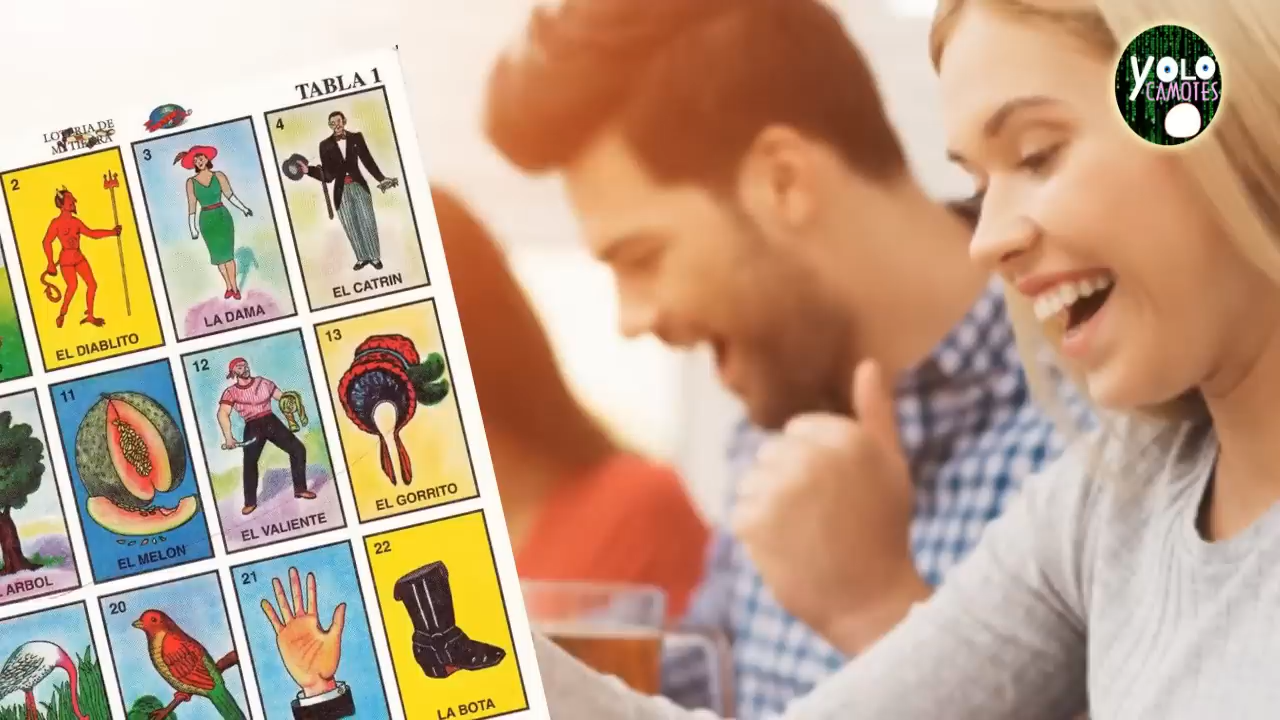 TABLA 1
LOTERIA DE
MI TIERRA
2
EL DIABLITO
3
LA DAMA
4
EL CATRIN
ARBOL
11
EL MELON
12
EL VALIENTE
13
EL GORRITO
20
21
22
LA BOTA
YOLO
CAMOTES